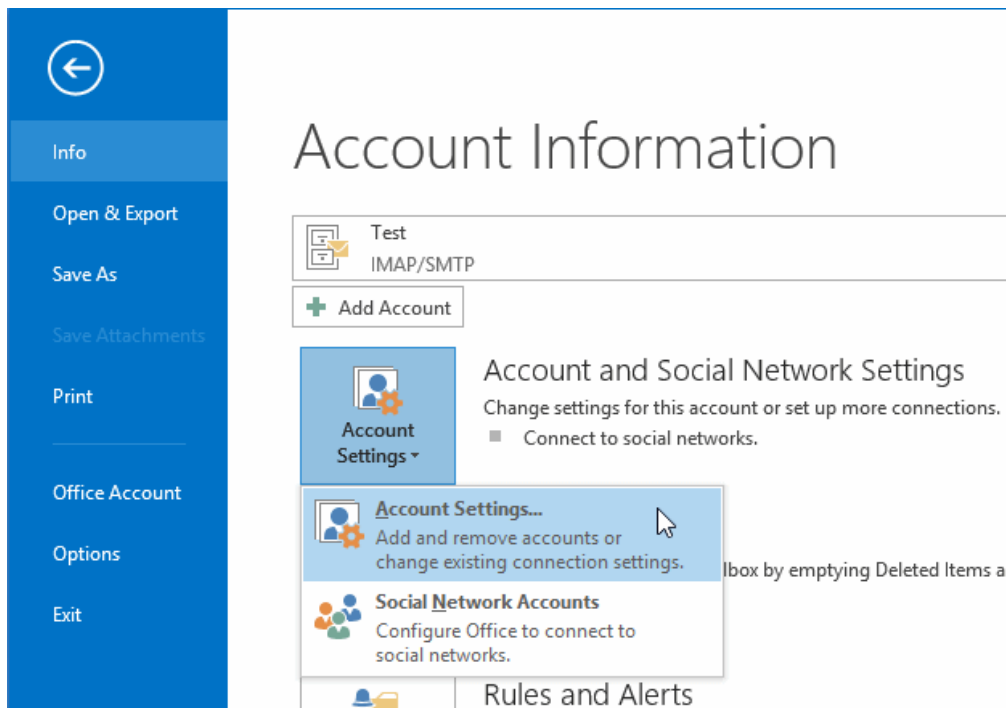 Info
Open & Export
Save As
Save Attachments
Print
Office Account
Options
Exit
Account Information
Test
IMAP/SMTP
Add Account
Account
Settings
Account and Social Network Settings
Change settings for this account or set up more connections.
Connect to social networks.
Account Settings...
Add and remove accounts or
change existing connection settings.
lbox by emptying Deleted Items a
Social Network Accounts
Configure Office to connect to
social networks.
Rules and Alerts